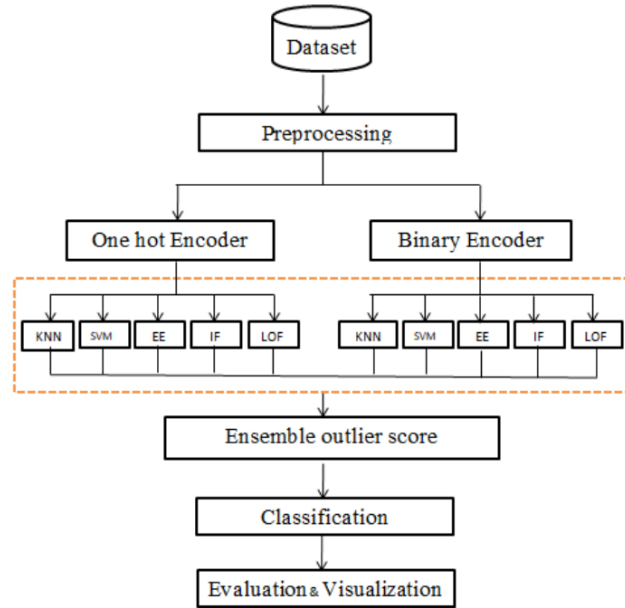 Dataset
Preprocessing
One hot Encoder
Binary Encoder
KNN SVM EE IF LOF
KNN SVM EE IF LOF
Ensemble outlier score
Classification
Evaluation & Visualization